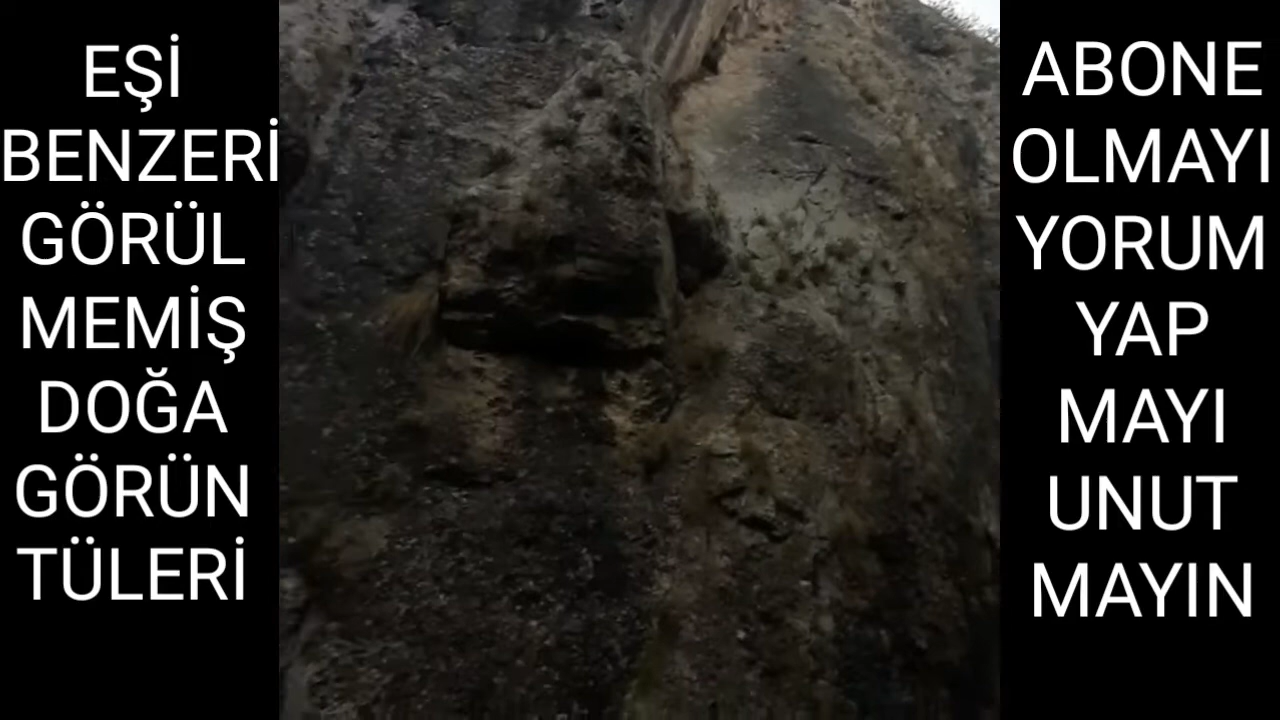 EŞİ
BENZERİ
GÖRÜL
MEMİŞ
DOĞA
GÖRÜN
TÜLERİ
ABONE
OLMAYI
YORUM
YAP
MAYI
UNUT
MAYIN